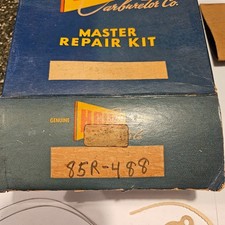 Carburetor Co.
MASTER
REPAIR KIT
GENUINE
85R-488